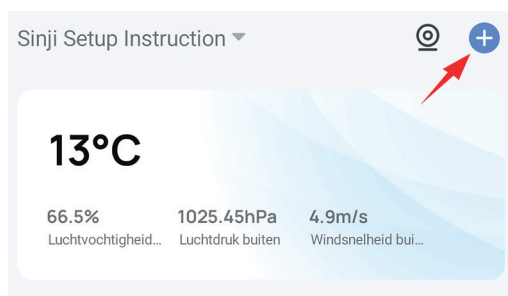 Sinji Setup Instruction
13°C
66.5% 1025.45hPa 4.9m/s
Luchtvochtigheid... Luchtdruk buiten Windsnelheid bui...